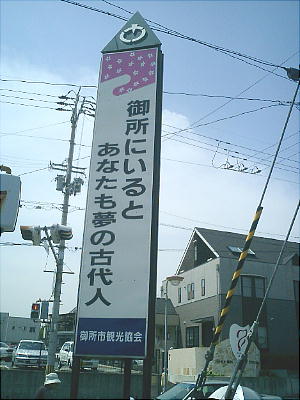 御所にいると
あなたも夢の古代人
御所市観光協会